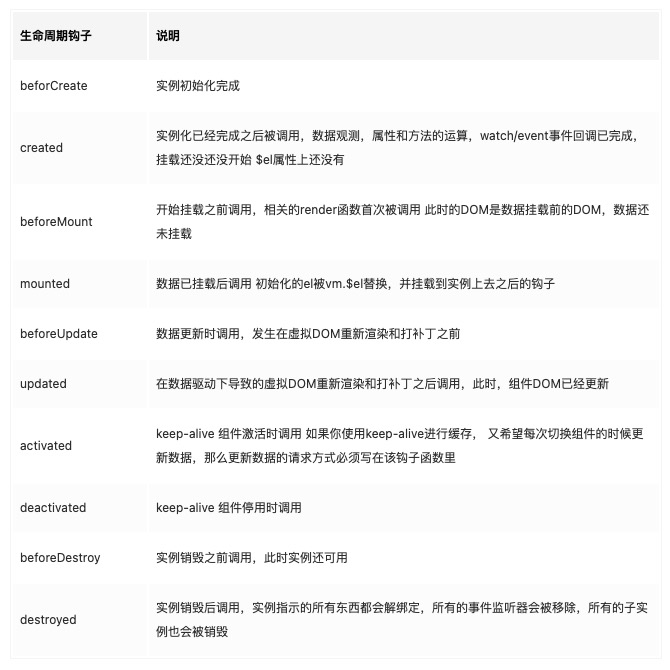 生命周期钩子 说明
beforCreate 实例初始化完成
created 实例化已经完成之后被调用，数据观测，属性和方法的运算，watch/event事件回调已完成，
挂载还没还没开始 $el属性上还没有
beforeMount 开始挂载之前调用，相关的render函数首次被调用 此时的DOM是数据挂载前的DOM，数据还
未挂载
mounted 数据已挂载后调用 初始化的el被vm.$el替换，并挂载到实例上去之后的钩子
beforeUpdate 数据更新时调用，发生在虚拟DOM重新渲染和打补丁之前
updated 在数据驱动下导致的虚拟DOM重新渲染和打补丁之后调用，此时，组件DOM已经更新
activated keep-alive 组件激活时调用 如果你使用keep-alive进行缓存， 又希望每次切换组件的时候更
新数据，那么更新数据的请求方式必须写在该钩子函数里
deactivated keep-alive 组件停用时调用
beforeDestroy 实例销毁之前调用，此时实例还可用
destroyed 实例销毁后调用，实例指示的所有东西都会解绑定，所有的事件监听器会被移除，所有的子实
例也会被销毁